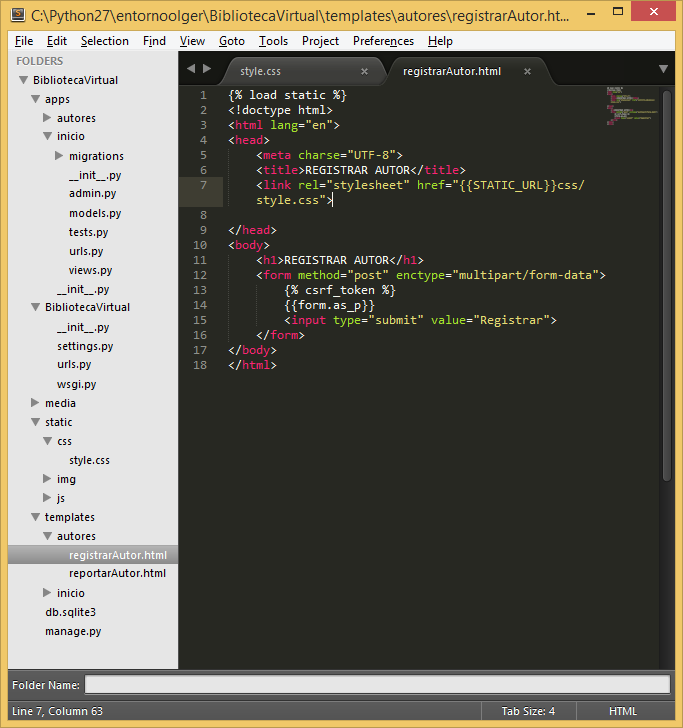 C:\Python27\entornoolger\BibliotecaVirtual\templates\autores\registrarAutor.ht...
File Edit Selection Find View Goto Tools Project Preferences Help
FOLDERS
BibliotecaVirtual
apps
autores
inicio
migrations
__init__.py
admin.py
models.py
tests.py
urls.py
views.py
__init__.py
BibliotecaVirtual
__init__.py
settings.py
urls.py
wsgi.py
media
static
css
style.css
img
js
templates
autores
registrarAutor.html
reportarAutor.html
inicio
db.sqlite3
manage.py
style.css × registrarAutor.html ×
1 {% load static %}
2 <!doctype html>
3 <html lang="en">
4 <head>
5 <meta charse="UTF-8">
6 <title>REGISTRAR AUTOR</title>
7 <link rel="stylesheet" href="{{STATIC_URL}}css/
style.css">
8
9 </head>
10 <body>
11 <h1>REGISTRAR AUTOR</h1>
12 <form method="post" enctype="multipart/form-data">
13 {% csrf_token %}
14 {{form.as_p}}
15 <input type="submit" value="Registrar">
16 </form>
17 </body>
18 </html>
Folder Name:
Line 7, Column 63 Tab Size: 4 HTML